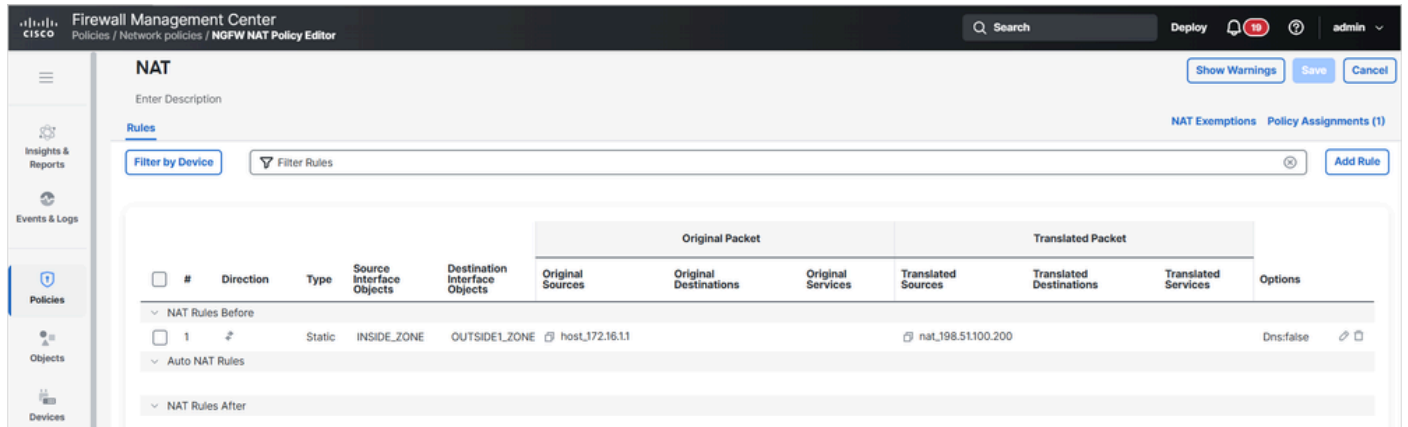 CISCO
Firewall Management Center
Policies / Network policies / NGFW NAT Policy Editor
Search
Deploy
19
admin
NAT
Show Warnings
Save
Cancel
Enter Description
Rules
NAT Exemptions
Policy Assignments (1)
Insights &
Reports
Filter by Device
Filter Rules
Add Rule
Events & Logs
Original Packet
Translated Packet
#
Direction
Type
Source
Interface
Objects
Destination
Interface
Objects
Original
Sources
Original
Destinations
Original
Services
Translated
Sources
Translated
Destinations
Translated
Services
Options
Policies
NAT Rules Before
1
Static
INSIDE_ZONE
OUTSIDE1_ZONE
host_172.16.1.1
nat_198.51.100.200
Dns:false
Objects
Auto NAT Rules
NAT Rules After
Devices